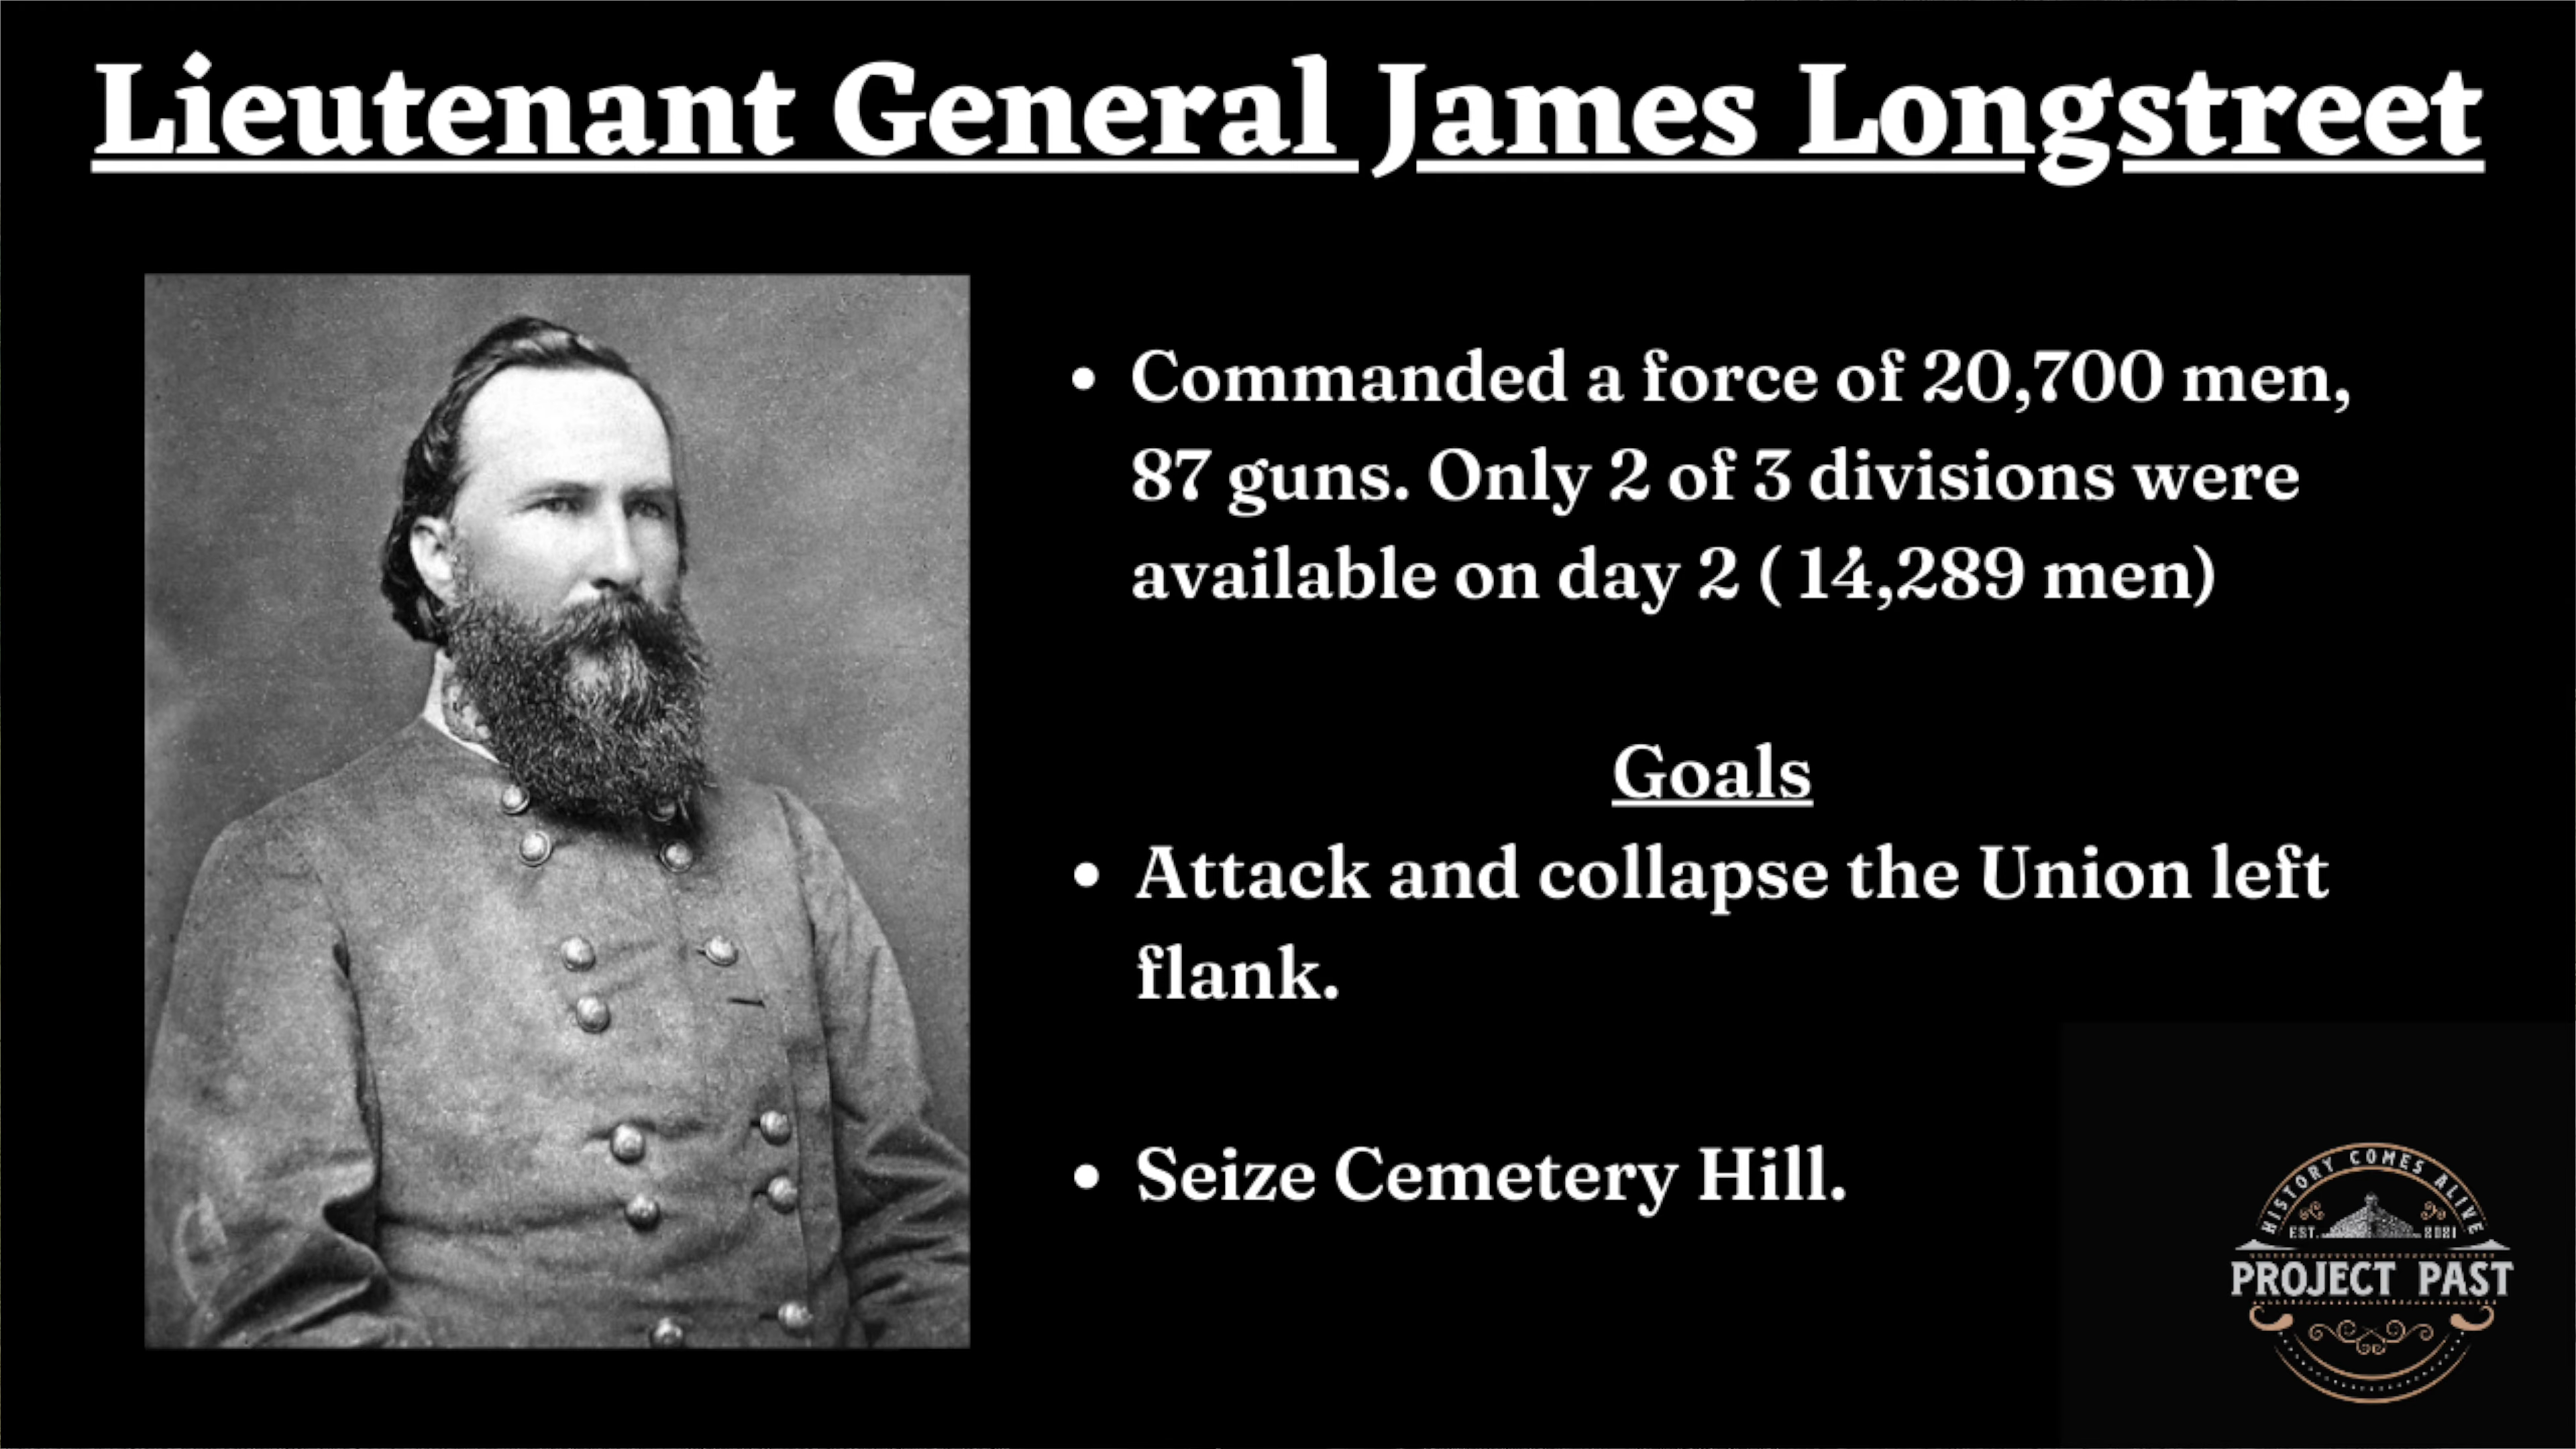 Lieutenant General James Longstreet
• Commanded a force of 20,700 men,
87 guns. Only 2 of 3 divisions were
available on day 2 ( 14,289 men)
Goals
• Attack and collapse the Union left
flank.
• Seize Cemetery Hill.
HISTORY COMES ALIVE
EST. 2021
PROJECT PAST